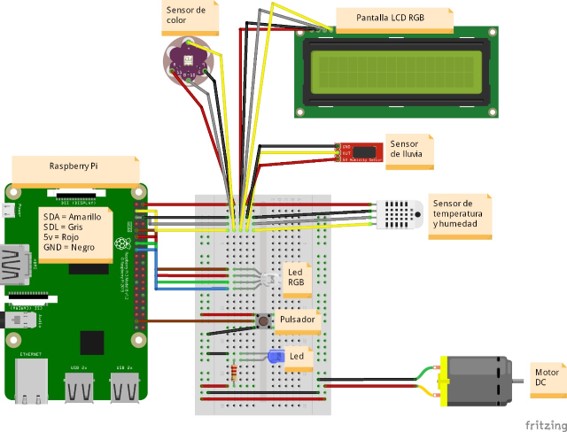 Sensor de
color
Pantalla LCD RGB
Sensor
de lluvia
Raspberry Pi
SDA = Amarillo
SDL = Gris
5v = Rojo
GND = Negro
Sensor de
temperatura
y humedad
Led
RGB
Pulsador
Led
Motor
DC
ETHERNET
USB 2x
USB 2x
fritzing